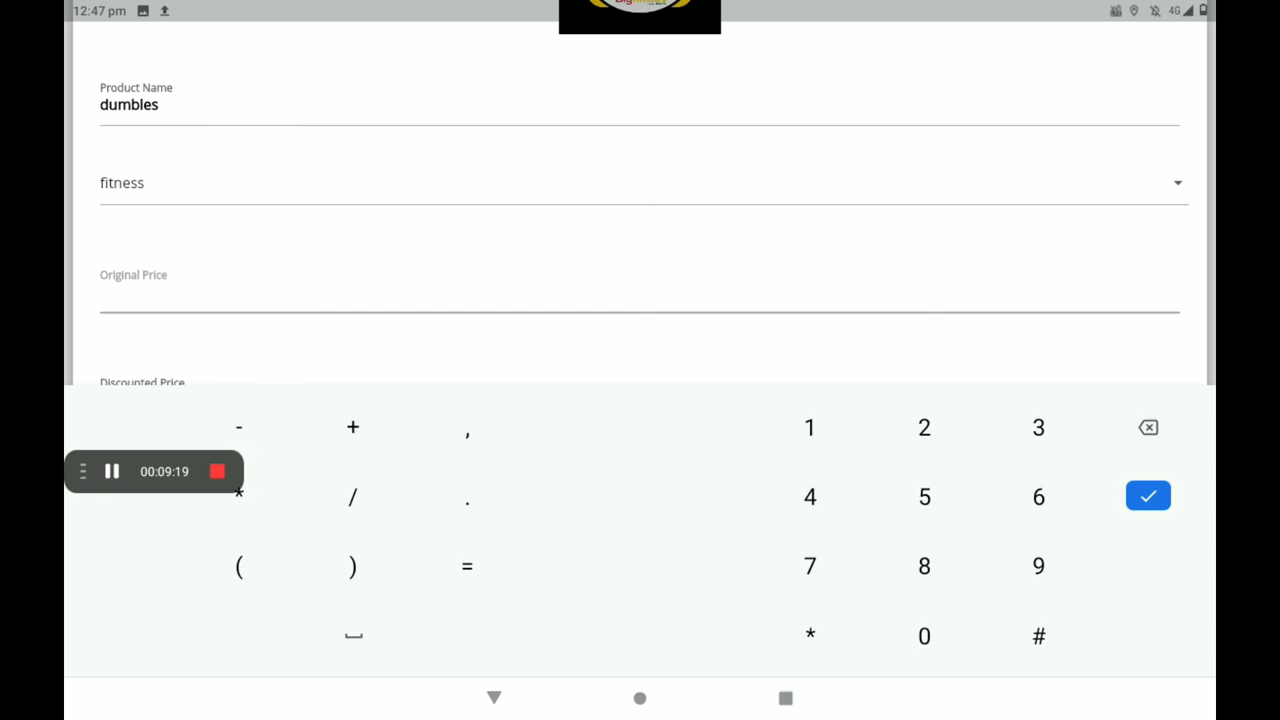 12:47 pm
4G
Product Name
dumbles
fitness
Original Price
Discounted Price
- + , 1 2 3
00:09:19
* / . 4 5 6
( ) = 7 8 9
* 0 #